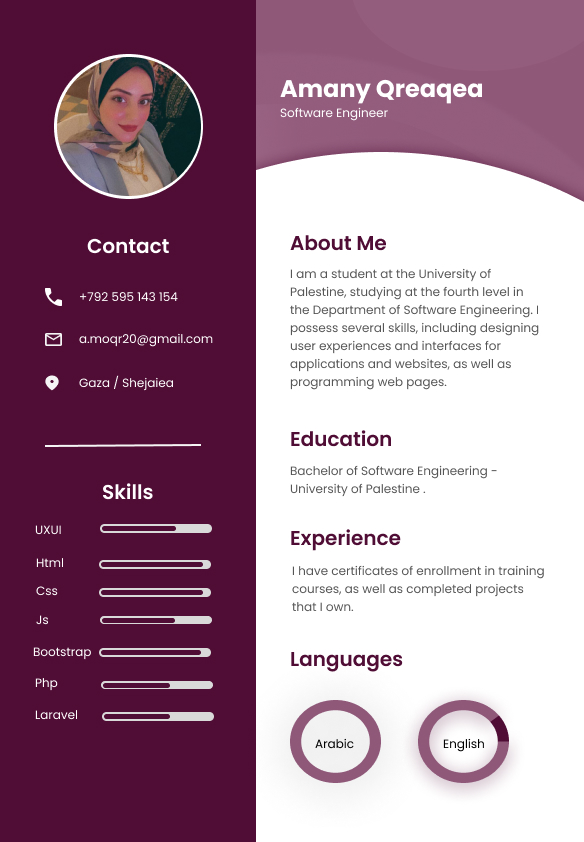 Amany Qreaqea
Software Engineer
Contact
+792 595 143 154
a.moqr20@gmail.com
Gaza / Shejaiea
Skills
UXUI
Html
Css
Js
Bootstrap
Php
Laravel
About Me
I am a student at the University of
Palestine, studying at the fourth level in
the Department of Software Engineering. I
possess several skills, including designing
user experiences and interfaces for
applications and websites, as well as
programming web pages.
Education
Bachelor of Software Engineering -
University of Palestine .
Experience
I have certificates of enrollment in training
courses, as well as completed projects
that I own.
Languages
Arabic
English